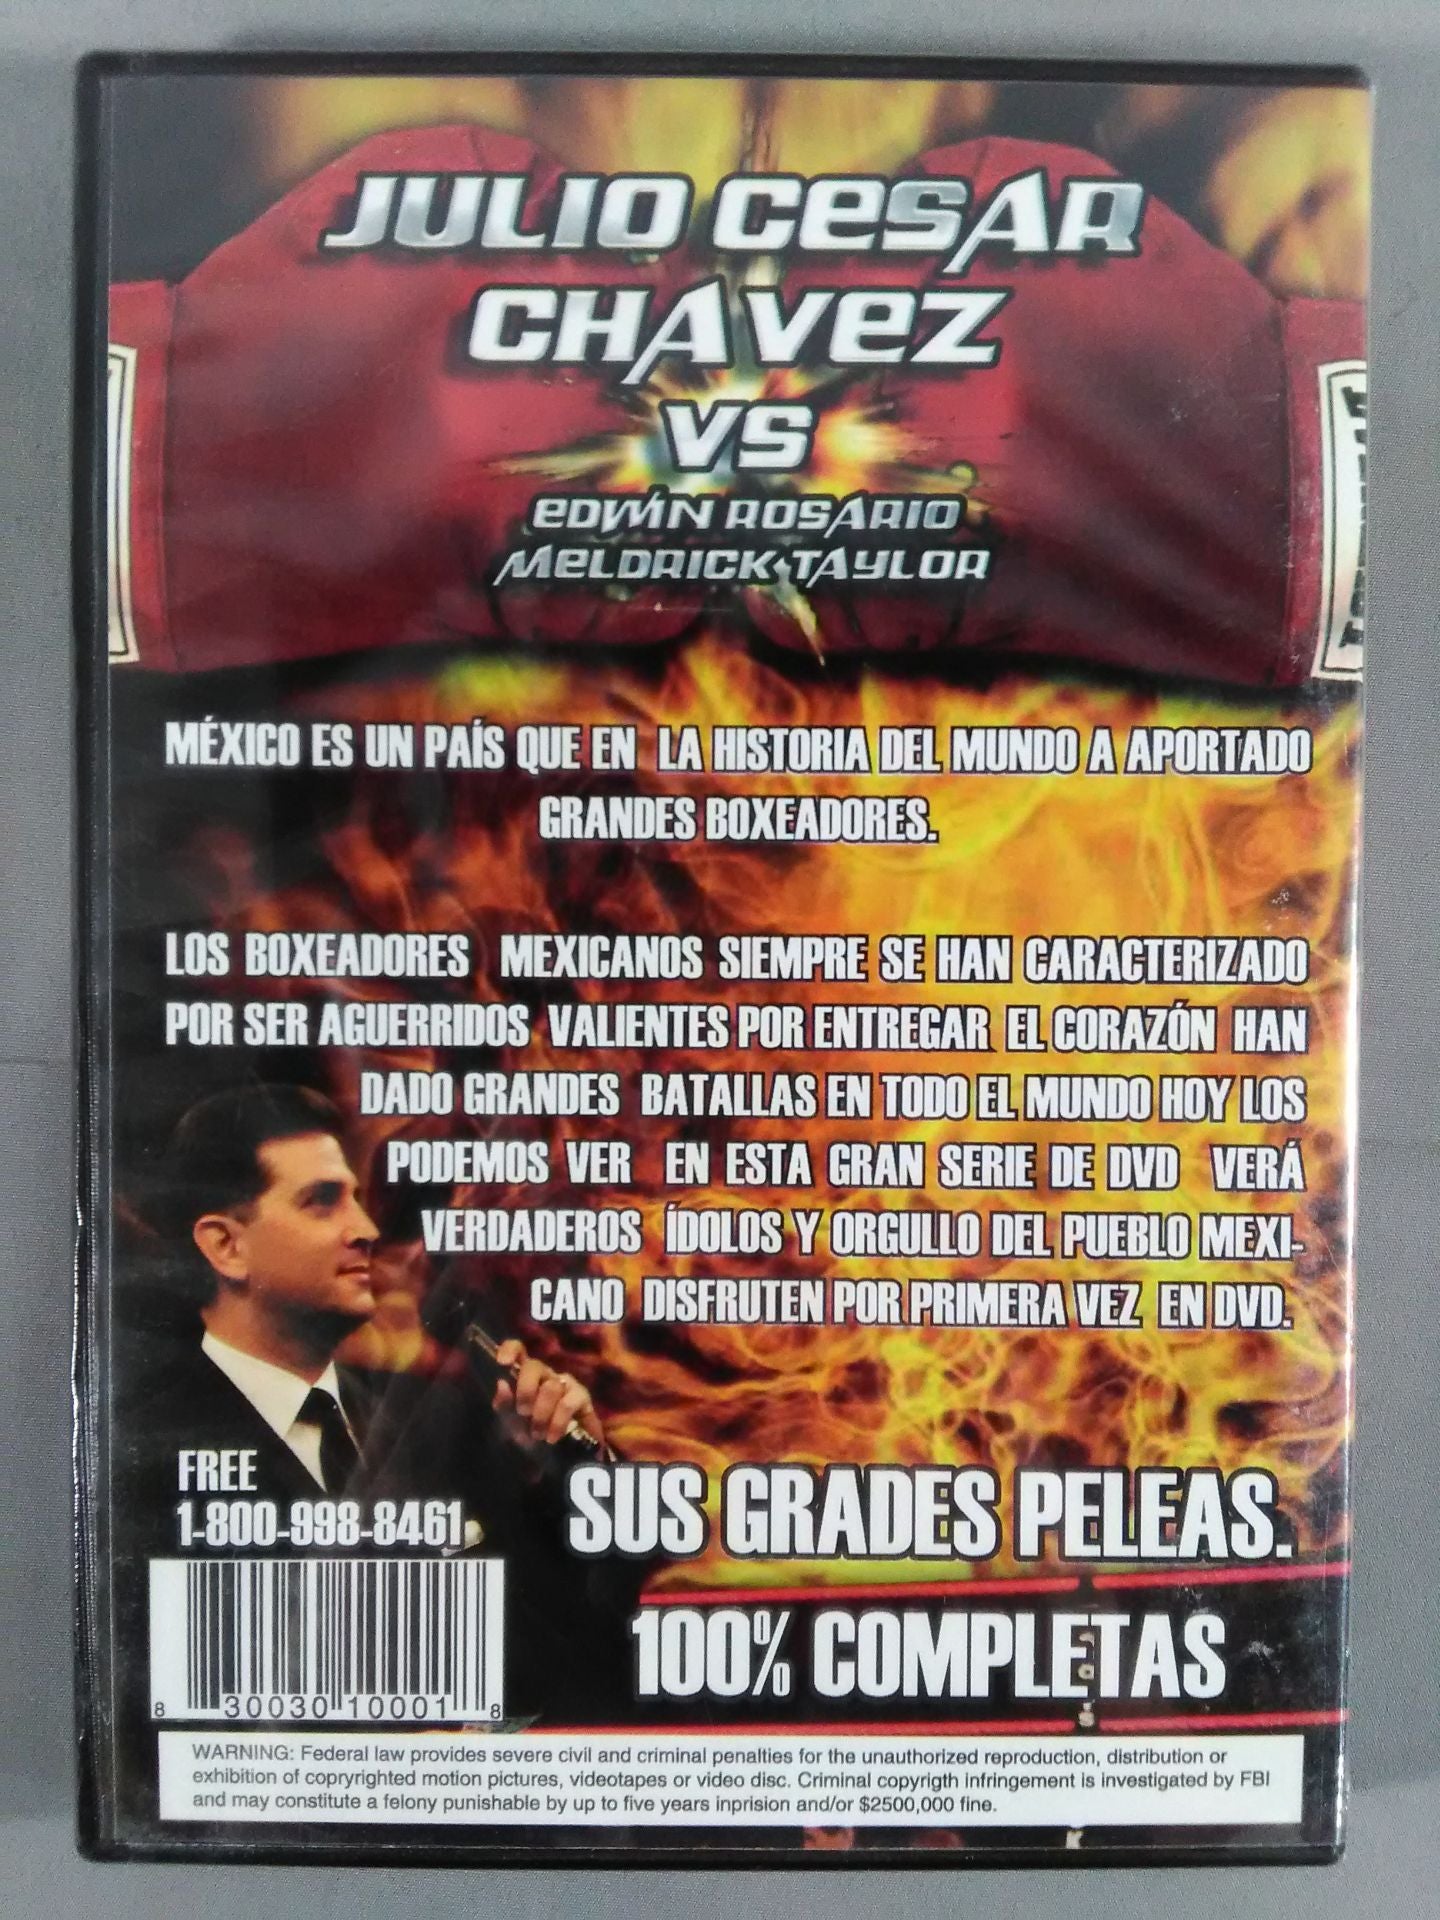 JULIO CESAR
CHAVEZ
VS
EDWIN ROSARIO
MELDRICK TAYLOR
MÉXICO ES UN PAÍS QUE EN LA HISTORIA DEL MUNDO A APORTADO
GRANDES BOXEADORES.
LOS BOXEADORES MEXICANOS SIEMPRE SE HAN CARACTERIZADO
POR SER AGUERRIDOS VALIENTES POR ENTREGAR EL CORAZÓN HAN
DADO GRANDES BATALLAS EN TODO EL MUNDO HOY LOS
PODEMOS VER EN ESTA GRAN SERIE DE DVD VERÁ
VERDADEROS ÍDOLOS Y ORGULLO DEL PUEBLO MEXI-
CANO DISFRUTEN POR PRIMERA VEZ EN DVD.
FREE
1-800-998-8461
SUS GRADES PELEAS.
100% COMPLETAS
8 30030 10001 8
WARNING: Federal law provides severe civil and criminal penalties for the unauthorized reproduction, distribution or
exhibition of copryrighted motion pictures, videotapes or video disc. Criminal copyrigth infringement is investigated by FBI
and may constitute a felony punishable by up to five years inprision and/or $2500,000 fine.